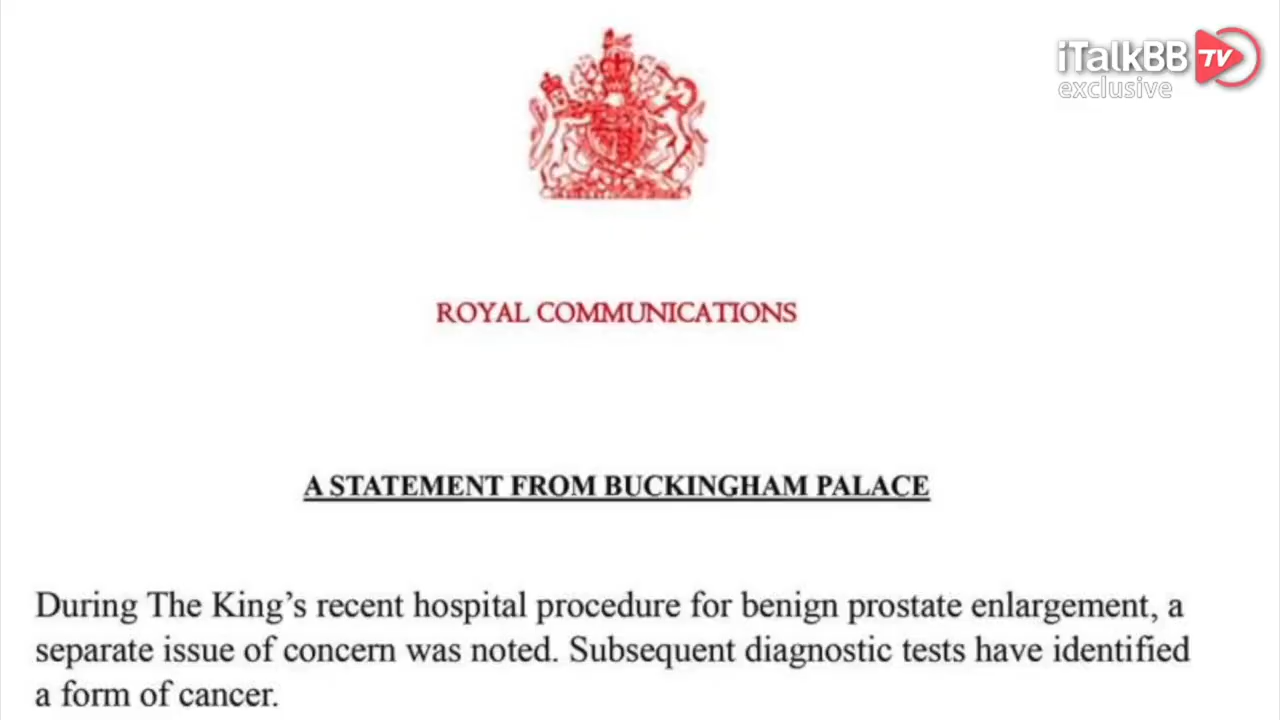 iTalkBB TV
exclusive
ROYAL COMMUNICATIONS
A STATEMENT FROM BUCKINGHAM PALACE
During The King’s recent hospital procedure for benign prostate enlargement, a
separate issue of concern was noted. Subsequent diagnostic tests have identified
a form of cancer.